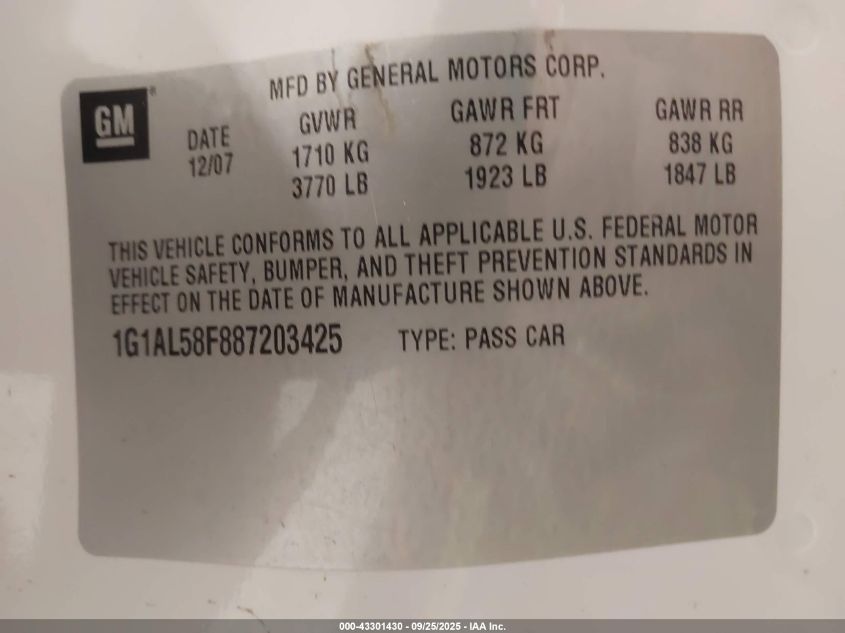 MFD BY GENERAL MOTORS CORP.
GM®
DATE
12/07
GVWR
1710 KG
3770 LB
GAWR FRT
872 KG
1923 LB
GAWR RR
838 KG
1847 LB
THIS VEHICLE CONFORMS TO ALL APPLICABLE U.S. FEDERAL MOTOR
VEHICLE SAFETY, BUMPER, AND THEFT PREVENTION STANDARDS IN
EFFECT ON THE DATE OF MANUFACTURE SHOWN ABOVE.
1G1AL58F887203425 TYPE: PASS CAR
000-43301430 - 09/25/2025 - IAA Inc.